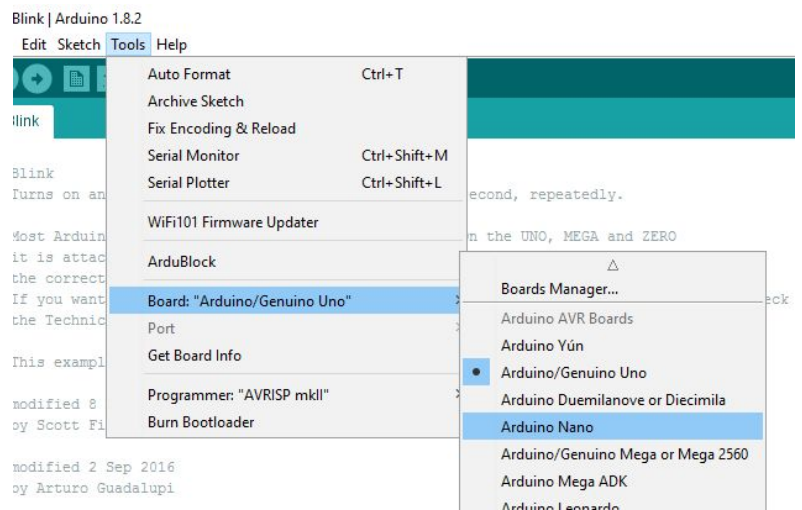 Blink | Arduino 1.8.2
Edit Sketch Tools Help
Blink
Auto Format Ctrl+T
Archive Sketch
Fix Encoding & Reload
Serial Monitor Ctrl+Shift+M
Serial Plotter Ctrl+Shift+L
WiFi101 Firmware Updater
ArduBlock
Board: "Arduino/Genuino Uno"
Port
Get Board Info
Programmer: "AVRISP mkII"
Burn Bootloader
Boards Manager...
Arduino AVR Boards
Arduino Yún
Arduino/Genuino Uno
Arduino Duemilanove or Diecimila
Arduino Nano
Arduino/Genuino Mega or Mega 2560
Arduino Mega ADK
Arduino Leonardo
Blink
Turns on an econd, repeatedly.
Most Arduin n the UNO, MEGA and ZERO
it is attac
the correct
If you want eck
the Technic
This exampl
modified 8
by Scott Fi
modified 2 Sep 2016
by Arturo Guadalupi